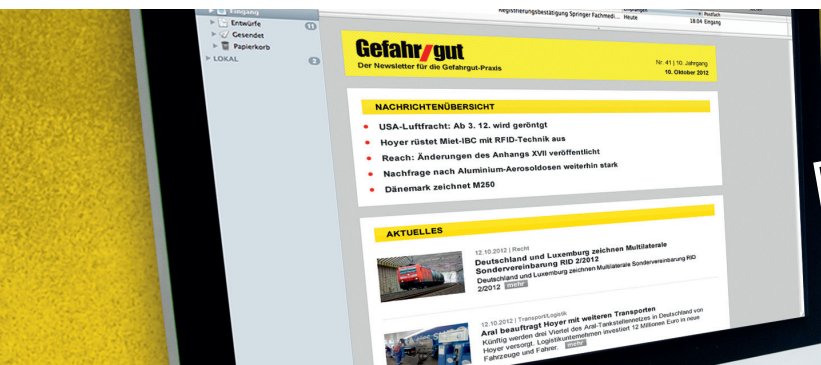 Eingang
Entwürfe 11
Gesendet
Papierkorb
LOKAL 2
Registrierungsbestätigung Springer Fachmedi... Heute 18:04 Eingang
Postfach
Gefahr/gut
Der Newsletter für die Gefahrgut-Praxis
Nr. 41 | 10. Jahrgang
10. Oktober 2012
NACHRICHTENÜBERSICHT
• USA-Luftfracht: Ab 3. 12. wird geröntgt
• Hoyer rüstet Miet-IBC mit RFID-Technik aus
• Reach: Änderungen des Anhangs XVII veröffentlicht
• Nachfrage nach Aluminium-Aerosoldosen weiterhin stark
• Dänemark zeichnet M250
AKTUELLES
12.10.2012 | Recht
Deutschland und Luxemburg zeichnen Multilaterale
Sondervereinbarung RID 2/2012
Deutschland und Luxemburg zeichnen Multilaterale Sondervereinbarung RID
2/2012 mehr
12.10.2012 | Transport/Logistik
Aral beauftragt Hoyer mit weiteren Transporten
Künftig werden drei Viertel des Aral-Tankstellennetzes in Deutschland von
Hoyer versorgt. Logistikunternehmen investiert 12 Millionen Euro in neue
Fahrzeuge und Fahrer. mehr